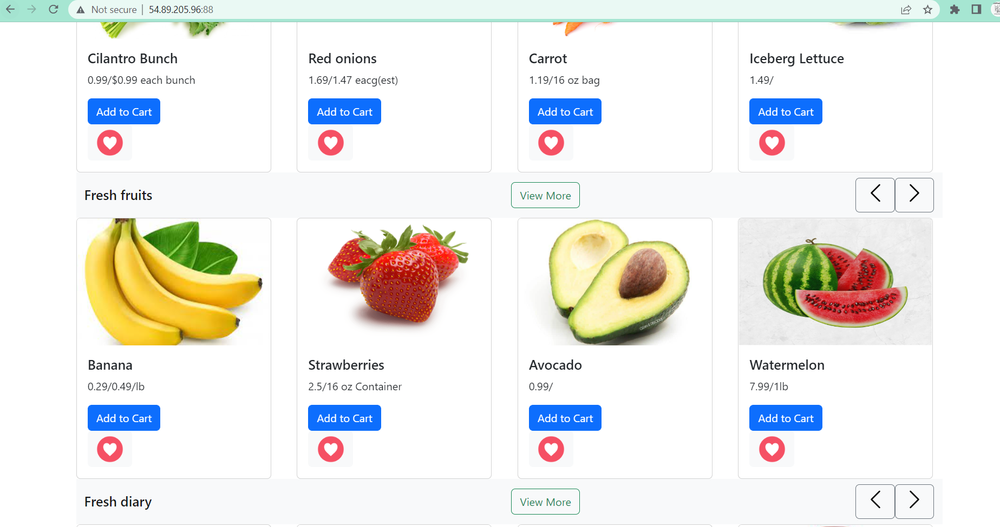 Not secure | 54.89.205.96:88
Cilantro Bunch
0.99/$0.99 each bunch
Add to Cart
Red onions
1.69/1.47 eacg(est)
Add to Cart
Carrot
1.19/16 oz bag
Add to Cart
Iceberg Lettuce
1.49/
Add to Cart
Fresh fruits
View More
Banana
0.29/0.49/lb
Add to Cart
Strawberries
2.5/16 oz Container
Add to Cart
CLEAN & DELICIOUS
Avocado
0.99/
Add to Cart
Watermelon
7.99/1lb
Add to Cart
Fresh diary
View More